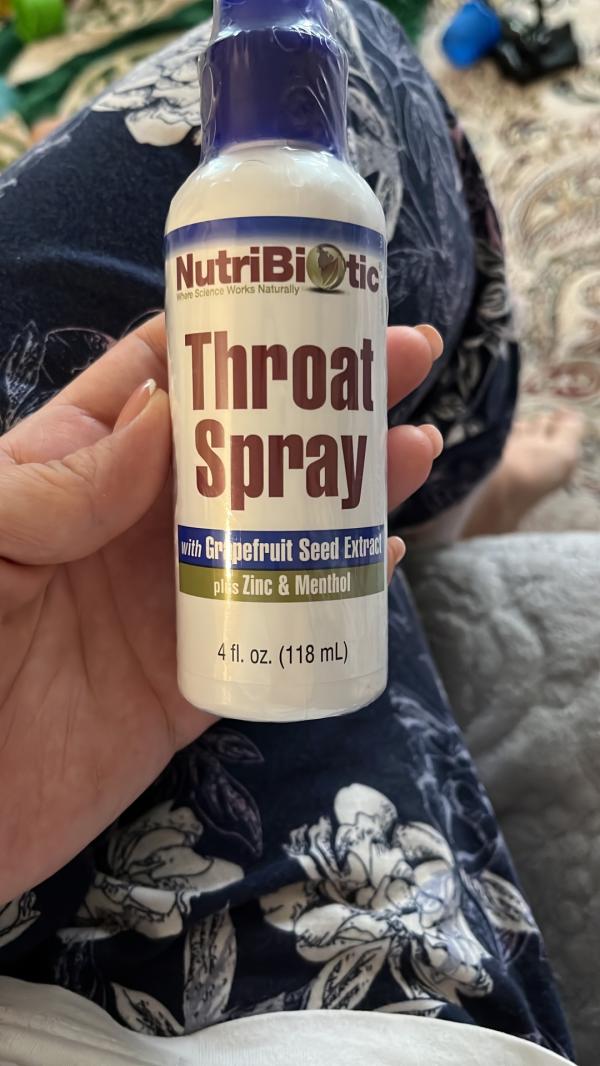 NutriBiotic®
Where Science Works Naturally
Throat
Spray
with Grapefruit Seed Extract
plus Zinc & Menthol
4 fl. oz. (118 mL)